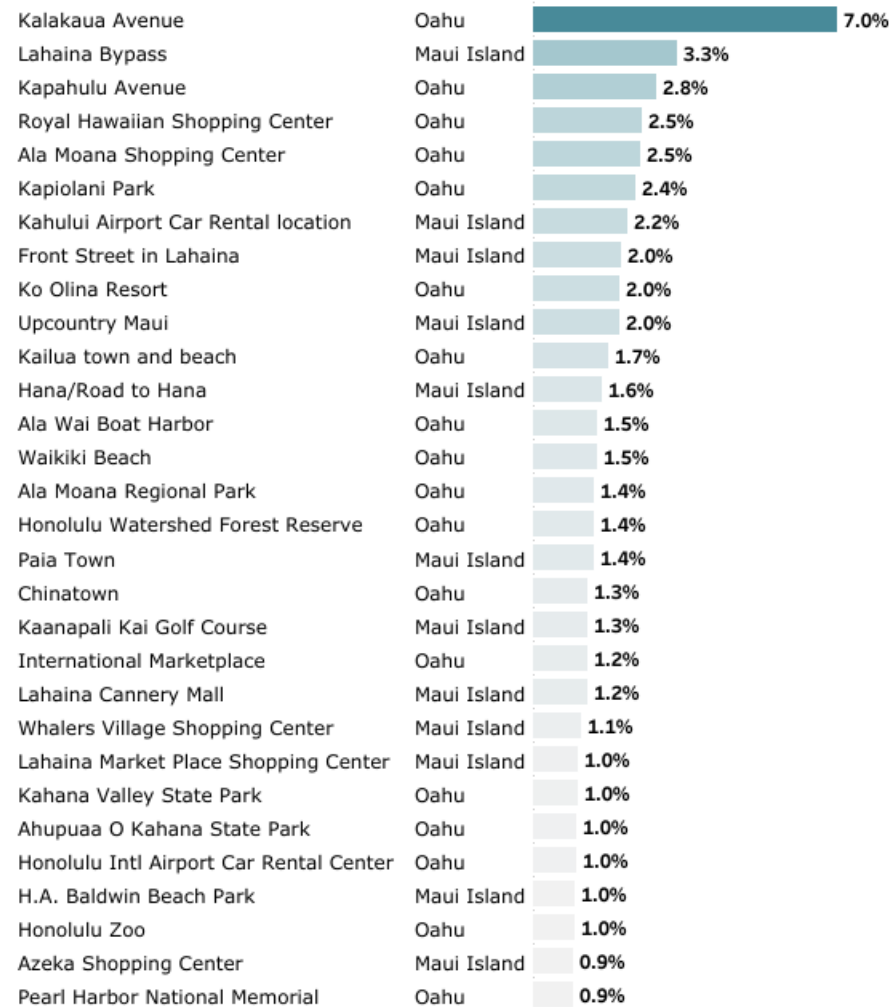 Kalakaua Avenue Oahu 7.0%
Lahaina Bypass Maui Island 3.3%
Kapahulu Avenue Oahu 2.8%
Royal Hawaiian Shopping Center Oahu 2.5%
Ala Moana Shopping Center Oahu 2.5%
Kapiolani Park Oahu 2.4%
Kahului Airport Car Rental location Maui Island 2.2%
Front Street in Lahaina Maui Island 2.0%
Ko Olina Resort Oahu 2.0%
Upcountry Maui Maui Island 2.0%
Kailua town and beach Oahu 1.7%
Hana/Road to Hana Maui Island 1.6%
Ala Wai Boat Harbor Oahu 1.5%
Waikiki Beach Oahu 1.5%
Ala Moana Regional Park Oahu 1.4%
Honolulu Watershed Forest Reserve Oahu 1.4%
Paia Town Maui Island 1.4%
Chinatown Oahu 1.3%
Kaanapali Kai Golf Course Maui Island 1.3%
International Marketplace Oahu 1.2%
Lahaina Cannery Mall Maui Island 1.2%
Whalers Village Shopping Center Maui Island 1.1%
Lahaina Market Place Shopping Center Maui Island 1.0%
Kahana Valley State Park Oahu 1.0%
Ahupuaa O Kahana State Park Oahu 1.0%
Honolulu Intl Airport Car Rental Center Oahu 1.0%
H.A. Baldwin Beach Park Maui Island 1.0%
Honolulu Zoo Oahu 1.0%
Azeka Shopping Center Maui Island 0.9%
Pearl Harbor National Memorial Oahu 0.9%